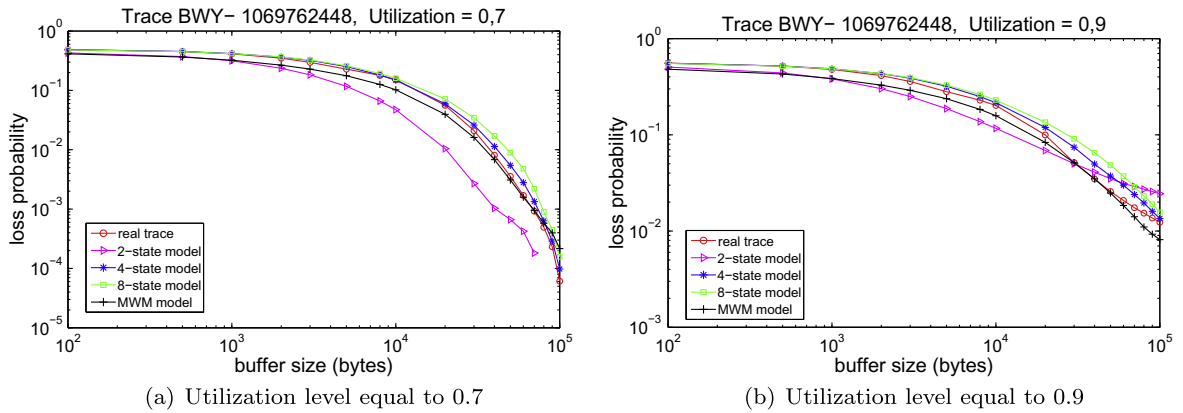 Trace BWY− 1069762448, Utilization = 0,7
loss probability
10^0
10^−1
10^−2
10^−3
10^−4
10^−5
real trace
2−state model
4−state model
8−state model
MWM model
10^2
10^3
10^4
10^5
buffer size (bytes)
(a) Utilization level equal to 0.7
Trace BWY− 1069762448, Utilization = 0,9
loss probability
10^0
10^−1
10^−2
10^−3
real trace
2−state model
4−state model
8−state model
MWM model
10^2
10^3
10^4
10^5
buffer size (bytes)
(b) Utilization level equal to 0.9